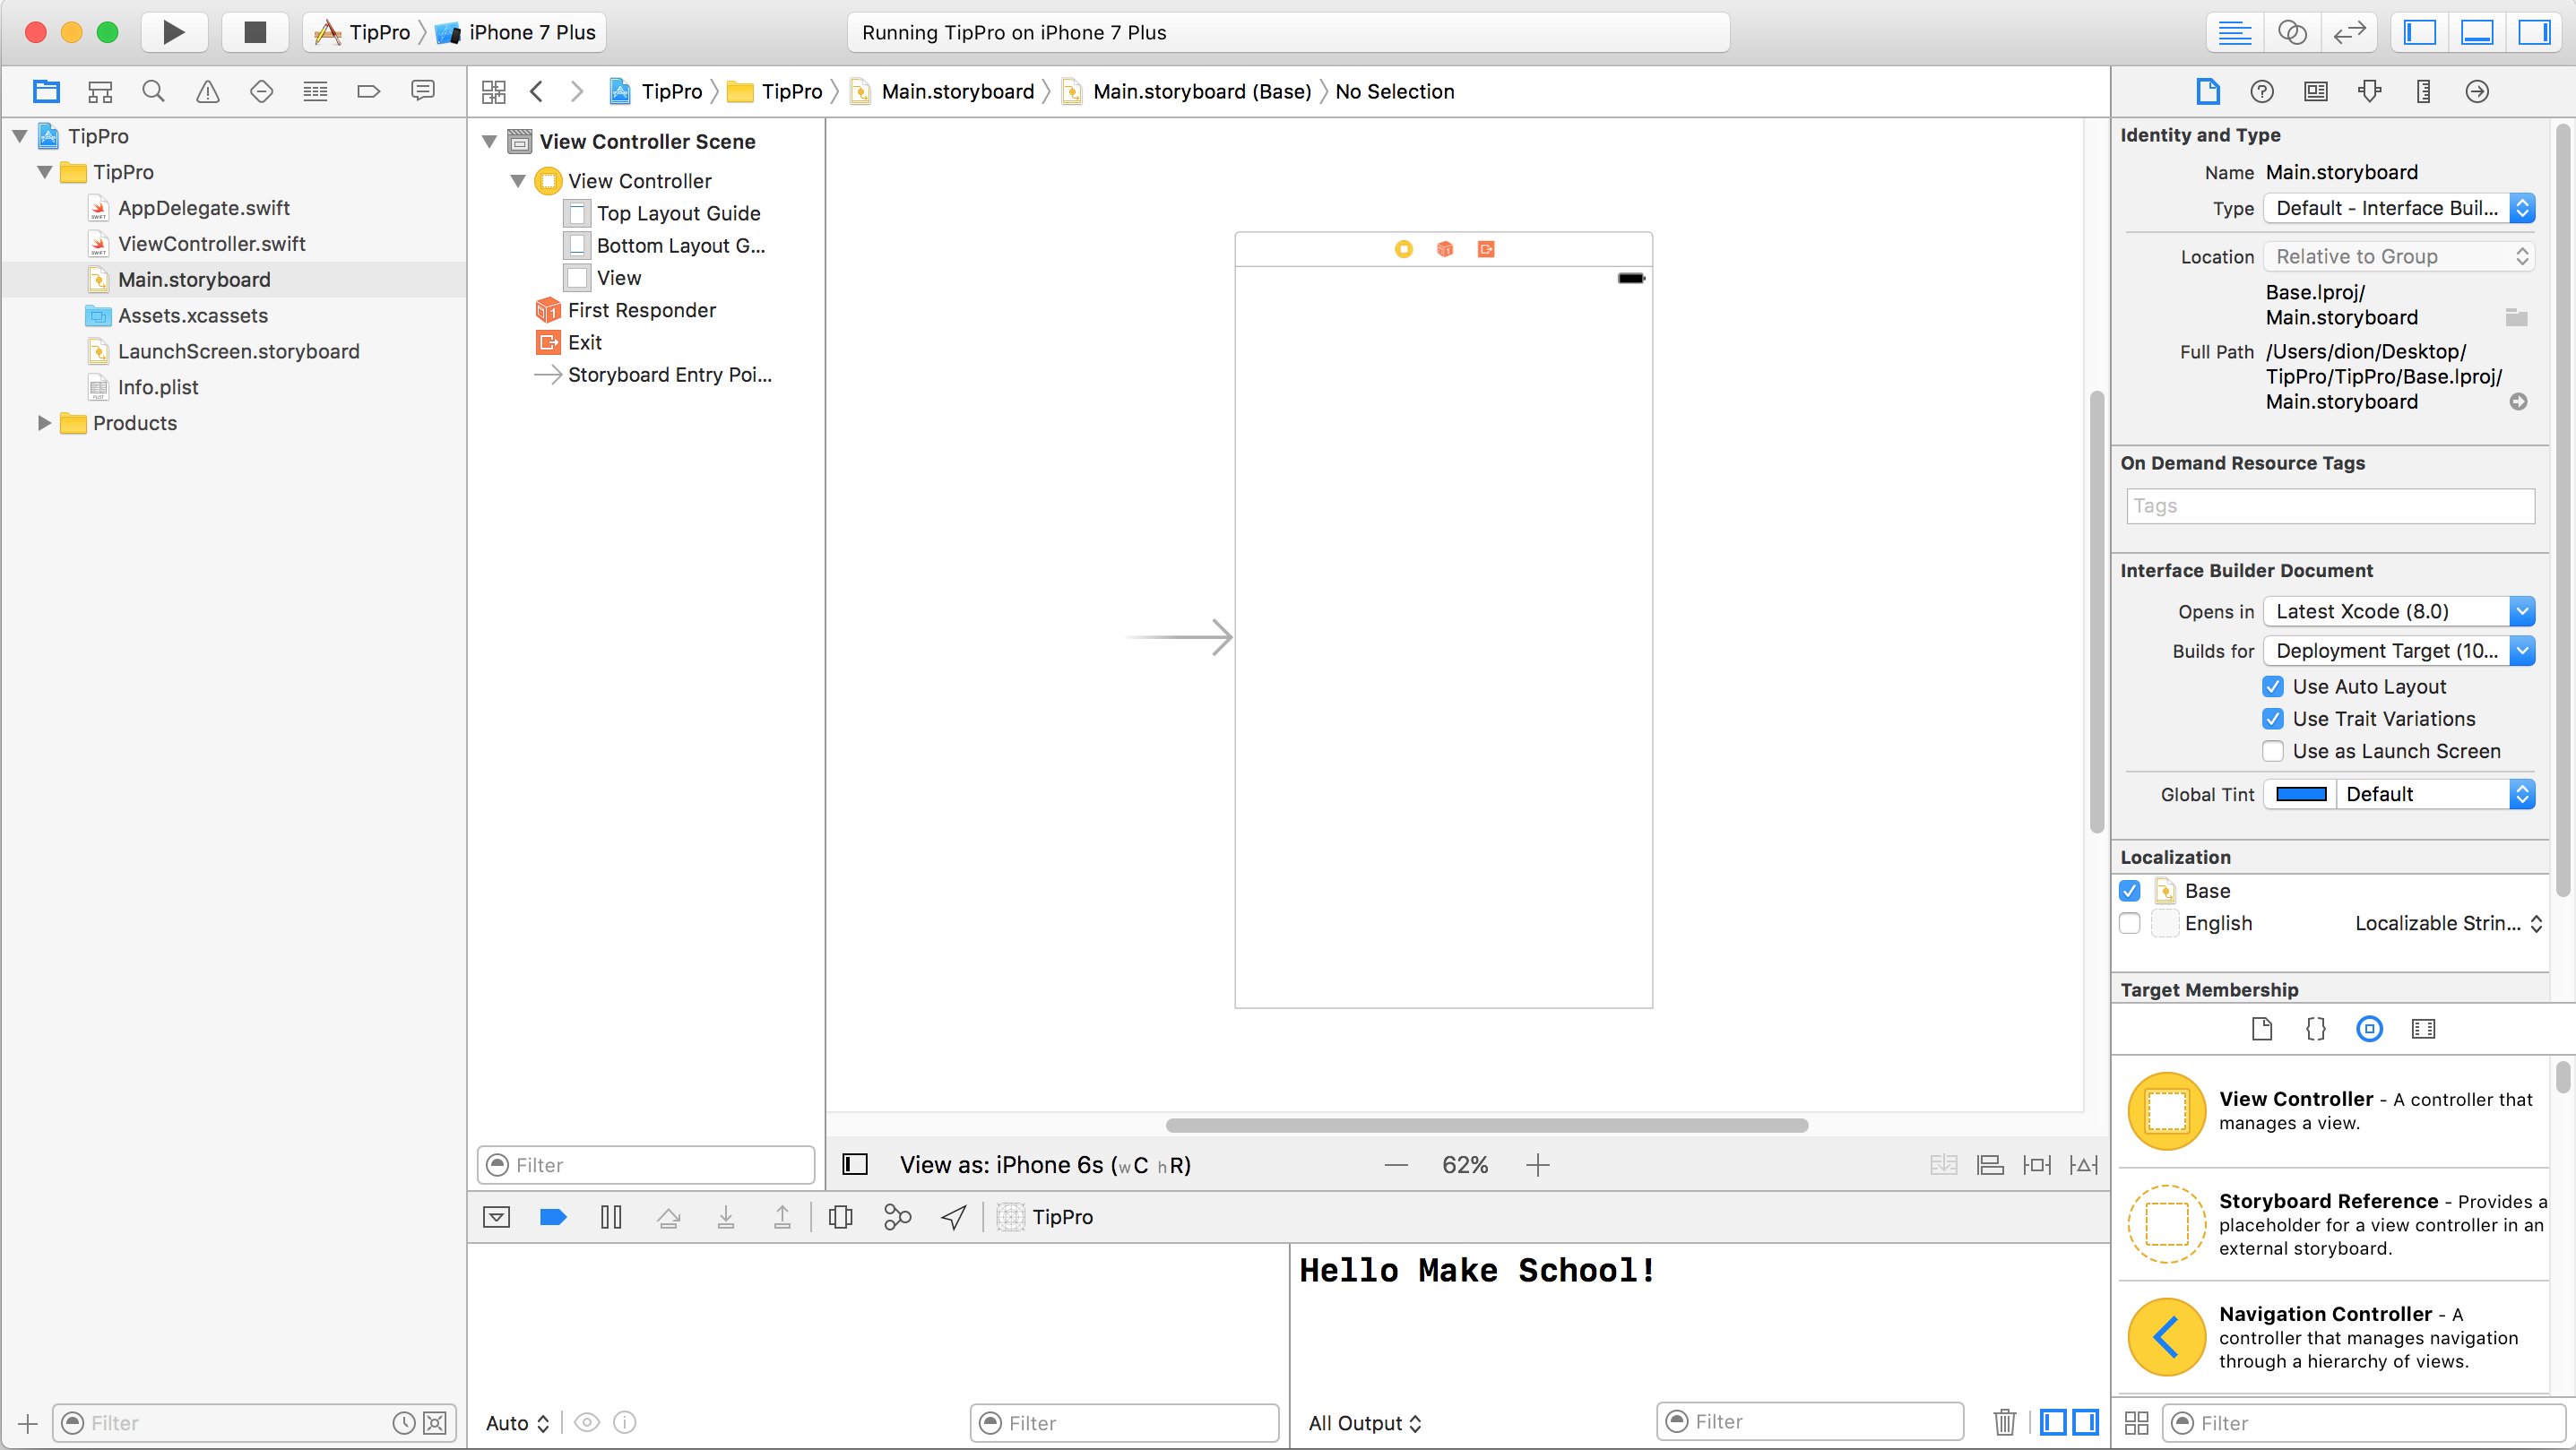 TipPro
iPhone 7 Plus
Running TipPro on iPhone 7 Plus
TipPro
TipPro
Main.storyboard
Main.storyboard (Base)
No Selection
TipPro
TipPro
AppDelegate.swift
ViewController.swift
Main.storyboard
Assets.xcassets
LaunchScreen.storyboard
Info.plist
Products
Filter
View Controller Scene
View Controller
Top Layout Guide
Bottom Layout G...
View
First Responder
Exit
Storyboard Entry Poi...
Filter
View as: iPhone 6s (wC hR)
62%
TipPro
Hello Make School!
Auto
Filter
All Output
Filter
Identity and Type
Name Main.storyboard
Type Default - Interface Buil...
Location Relative to Group
Base.lproj/
Main.storyboard
Full Path /Users/dion/Desktop/
TipPro/TipPro/Base.lproj/
Main.storyboard
On Demand Resource Tags
Tags
Interface Builder Document
Opens in Latest Xcode (8.0)
Builds for Deployment Target (10...
Use Auto Layout
Use Trait Variations
Use as Launch Screen
Global Tint Default
Localization
Base
English Localizable Strin...
Target Membership
View Controller - A controller that
manages a view.
Storyboard Reference - Provides a
placeholder for a view controller in an
external storyboard.
Navigation Controller - A
controller that manages navigation
through a hierarchy of views.
Filter